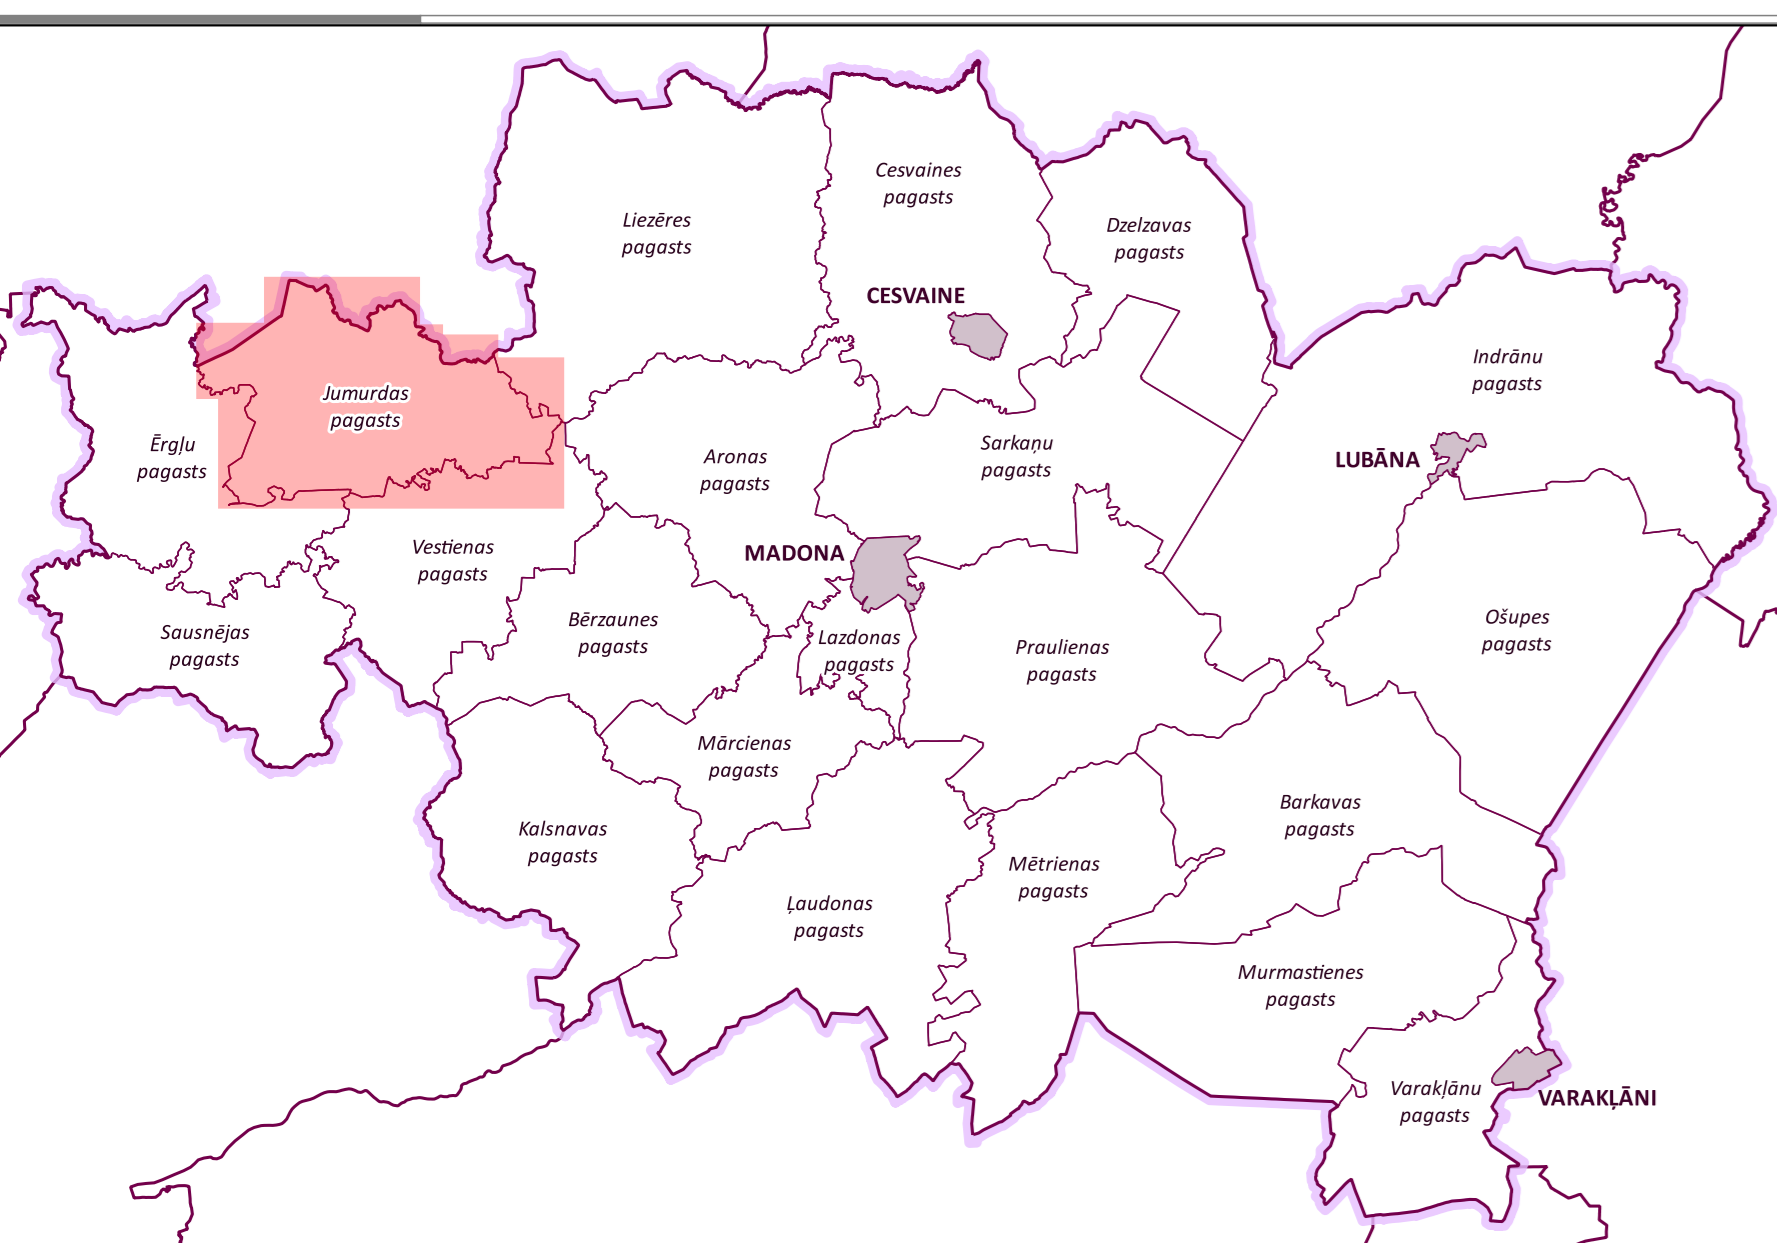 Cesvaines
pagasts
Liezēres
pagasts
Dzelzavas
pagasts
CESVAINE
Indrānu
pagasts
Jumurdas
pagasts
Ērgļu
pagasts
Aronas
pagasts
Sarkaņu
pagasts
LUBĀNA
Vestienas
pagasts
MADONA
Bērzaunes
pagasts
Lazdonas
pagasts
Sausnējas
pagasts
Praulienas
pagasts
Ošupes
pagasts
Mārcienas
pagasts
Barkavas
pagasts
Kalsnavas
pagasts
Mētrienas
pagasts
Ļaudonas
pagasts
Murmastienes
pagasts
Varakļānu
pagasts
VARAKĻĀNI